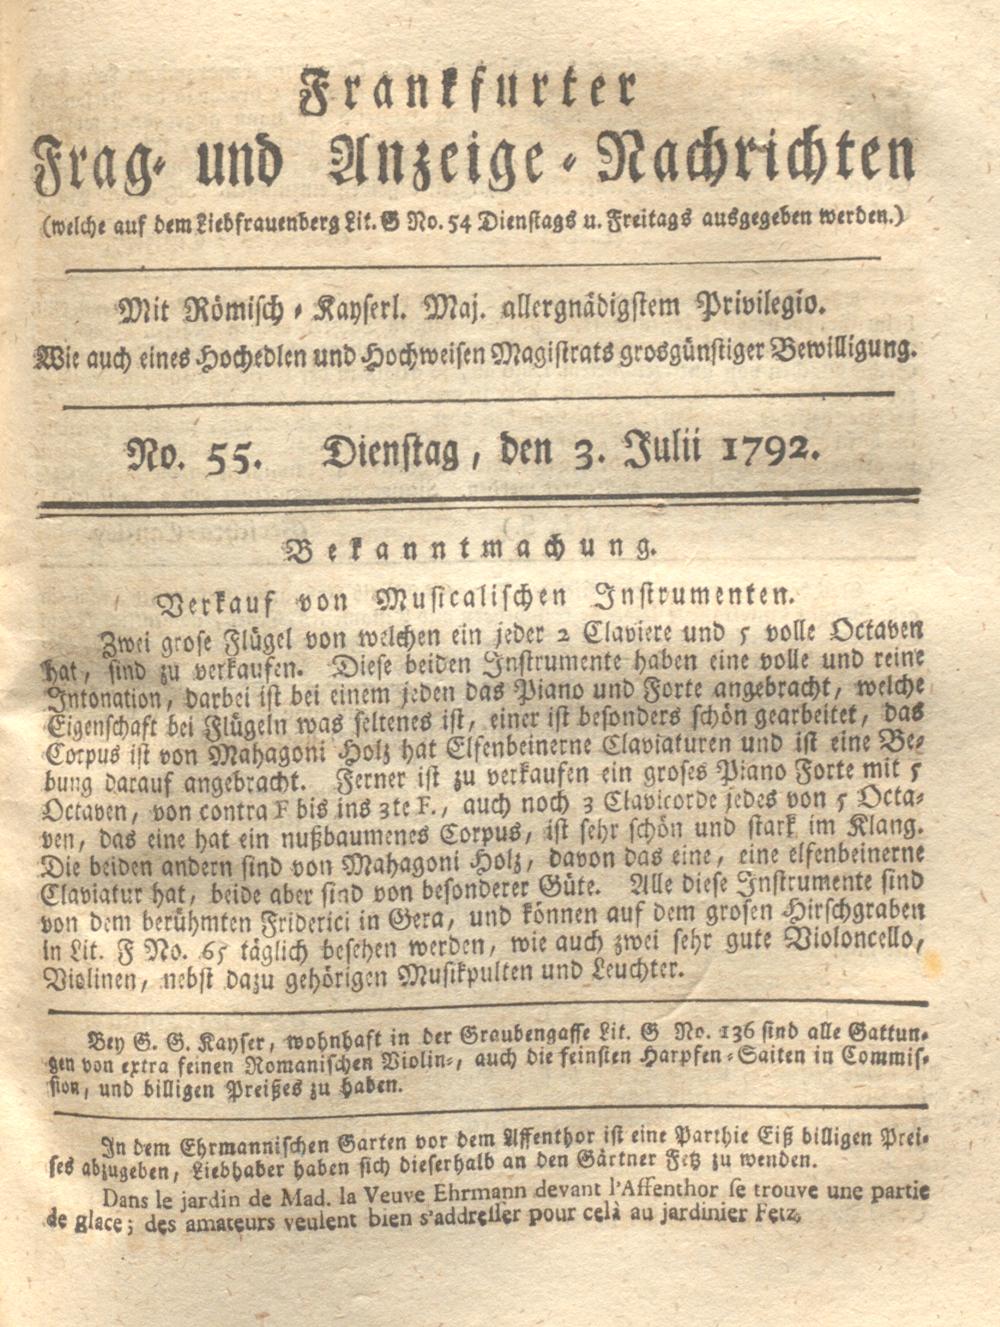 Frankfurter
Frag- und Anzeige-Nachrichten
(welche auf dem Liebfrauenberg Lit. G No. 54 Dienstags u. Freitags ausgegeben werden.)
Mit Römisch-Kayserl. Maj. allergnädigstem Privilegio.
Wie auch eines Hochedlen und Hochweisen Magistrats grosgünstiger Bewilligung.
No. 55. Dienstag, den 3. Julii 1792.
Bekanntmachung.
Verkauf von Musicalischen Instrumenten.
Zwei grose Flügel von welchen ein jeder 2 Claviere und 5 volle Octaven
hat, sind zu verkaufen. Diese beiden Instrumente haben eine volle und reine
Intonation, darbei ist bei einem jeden das Piano und Forte angebracht, welche
Eigenschaft bei Flügeln was seltenes ist, einer ist besonders schön gearbeitet, das
Corpus ist von Mahagoni Holz hat Elfenbeinerne Claviaturen und ist eine Be-
bung darauf angebracht. Ferner ist zu verkaufen ein groses Piano Forte mit 5
Octaven, von contra F bis ins 3te F., auch noch 3 Clavicorde jedes von 5 Octa-
ven, das eine hat ein nußbaumenes Corpus, ist sehr schön und stark im Klang.
Die beiden andern sind von Mahagoni Holz, davon das eine, eine elfenbeinerne
Claviatur hat, beide aber sind von besonderer Güte. Alle diese Instrumente sind
von dem berühmten Friderici in Gera, und können auf dem grosen Hirschgraben
in Lit. F No. 65 täglich besehen werden, wie auch zwei sehr gute Violoncello,
Violinen, nebst dazu gehörigen Musikpulten und Leuchter.
Bey G. G. Kayser, wohnhaft in der Graubengasse Lit. G No. 136 sind alle Gattun-
gen von extra feinen Romanischen Violin-, auch die feinsten Harpfen-Saiten in Commis-
sion, und billigen Preißes zu haben.
In dem Ehrmannischen Garten vor dem Affenthor ist eine Parthie Eiß billigen Prei-
ses abzugeben, Liebhaber haben sich dieserhalb an den Gärtner Fetz zu wenden.
Dans le jardin de Mad. la Veuve Ehrmann devant l'Affenthor se trouve une partie
de glace; des amateurs veulent bien s'addresser pour celà au jardinier Fetz,